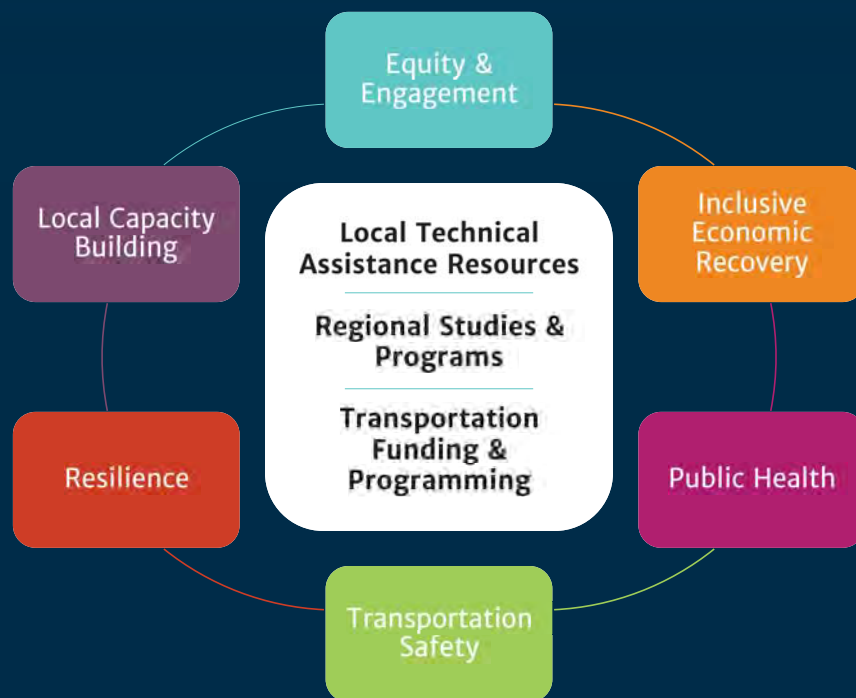 Equity &
Engagement
Inclusive
Economic
Recovery
Public Health
Transportation
Safety
Resilience
Local Capacity
Building
Local Technical
Assistance Resources
Regional Studies &
Programs
Transportation
Funding &
Programming